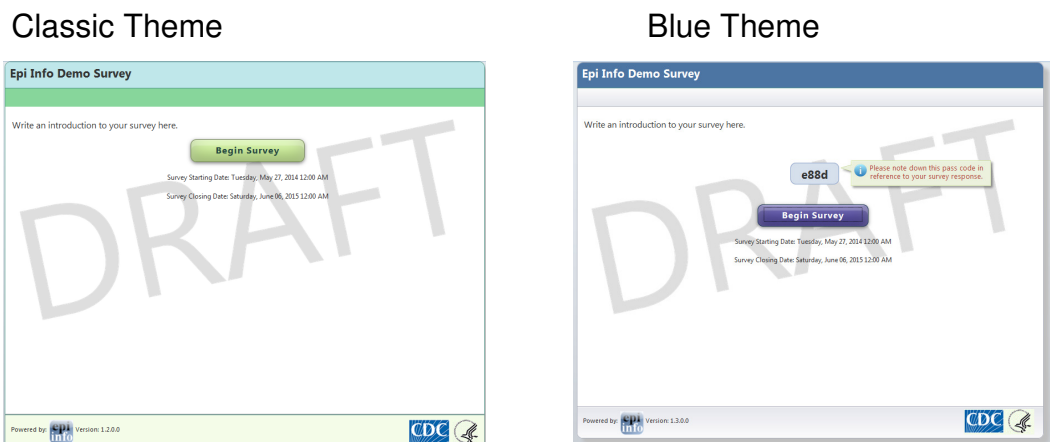 Classic Theme
Epi Info Demo Survey
Write an introduction to your survey here.
Begin Survey
Survey Starting Date: Tuesday, May 27, 2014 12:00 AM
Survey Closing Date: Saturday, June 06, 2015 12:00 AM
DRAFT
Powered by: epi info Version: 1.2.0.0
CDC
Blue Theme
Epi Info Demo Survey
Write an introduction to your survey here.
e88d
Please note down this pass code in
reference to your survey response.
Begin Survey
Survey Starting Date: Tuesday, May 27, 2014 12:00 AM
Survey Closing Date: Saturday, June 06, 2015 12:00 AM
DRAFT
Powered by: epi info Version: 1.3.0.0
CDC